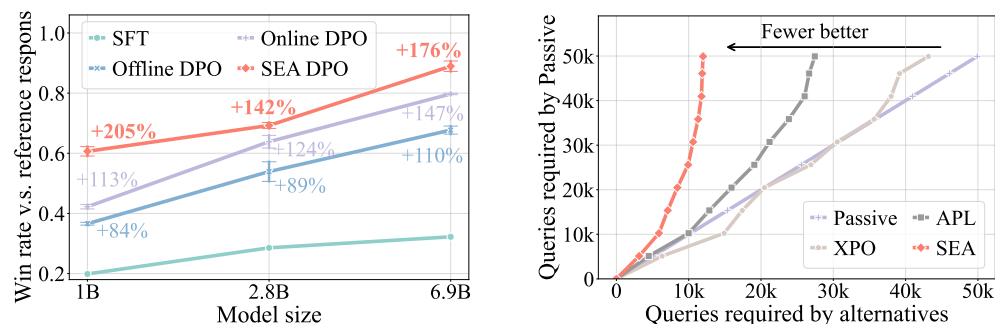 Win rate v.s. reference respons
1.0
0.8
0.6
0.4
0.2
SFT
Offline DPO
Online DPO
SEA DPO
+205%
+142%
+176%
+113%
+124%
+147%
+84%
+89%
+110%
1B
2.8B
6.9B
Model size
Queries required by Passive
50k
40k
30k
20k
10k
0
Fewer better
Passive
XPO
APL
SEA
0
10k
20k
30k
40k
50k
Queries required by alternatives